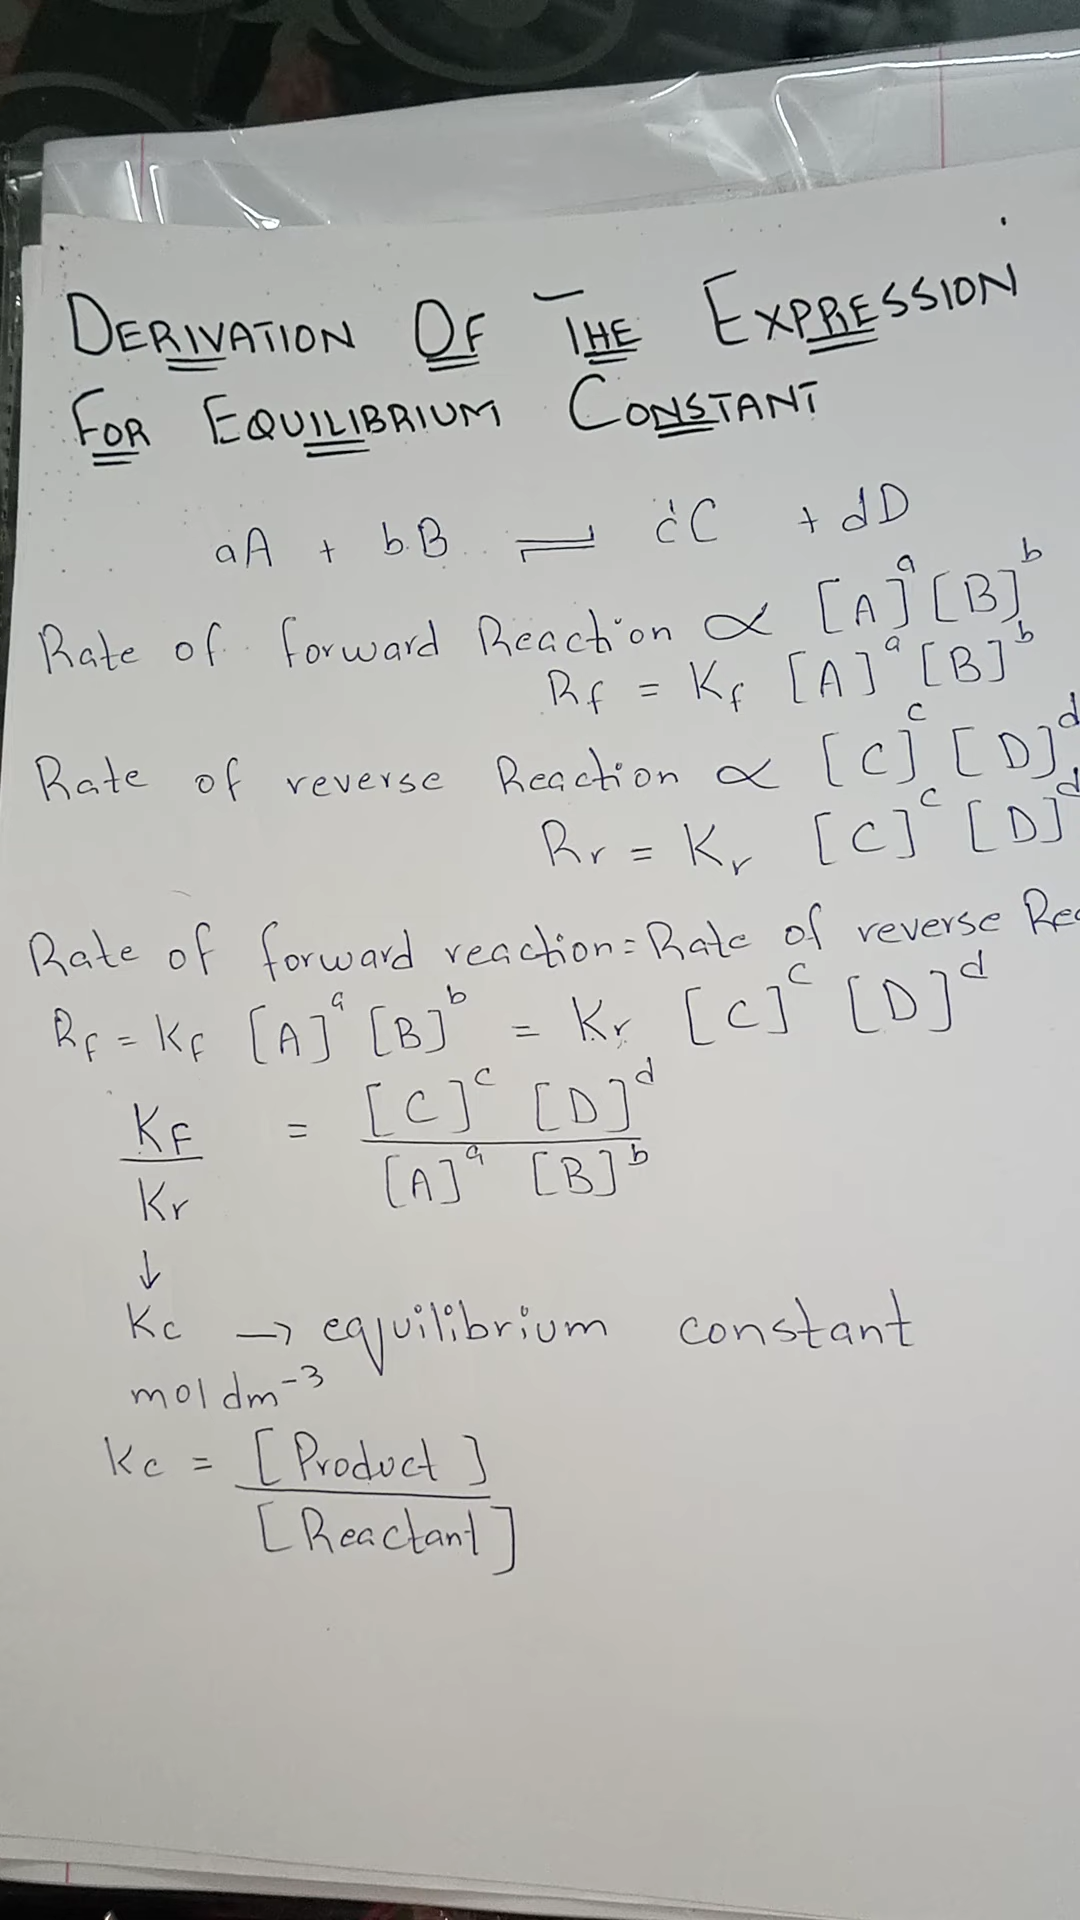 DERIVATION OF THE EXPRESSION
FOR EQUILIBRIUM CONSTANT
aA + bB ⇌ cC + dD
Rate of forward Reaction ∝ [A]ᵃ [B]ᵇ
Rf = Kf [A]ᵃ [B]ᵇ
Rate of reverse Reaction ∝ [C]ᶜ [D]ᵈ
Rr = Kr [C]ᶜ [D]ᵈ
Rate of forward reaction = Rate of reverse Rea
Rf = Kf [A]ᵃ [B]ᵇ = Kr [C]ᶜ [D]ᵈ
KF / Kr = [C]ᶜ [D]ᵈ / [A]ᵃ [B]ᵇ
↓
Kc → equilibrium constant
mol dm⁻³
Kc = [Product] / [Reactant]